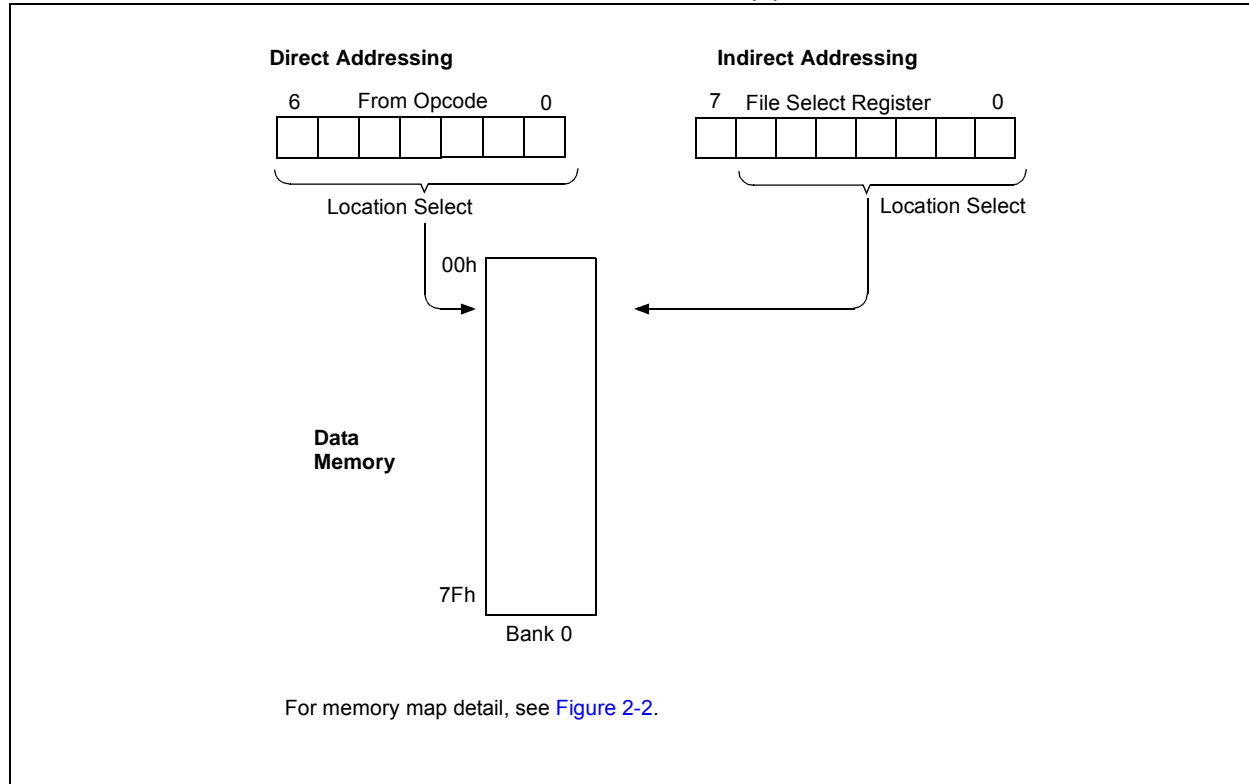 Direct Addressing
Indirect Addressing
6 From Opcode 0
7 File Select Register 0
Location Select
Location Select
00h
Data
Memory
7Fh
Bank 0
For memory map detail, see Figure 2-2.